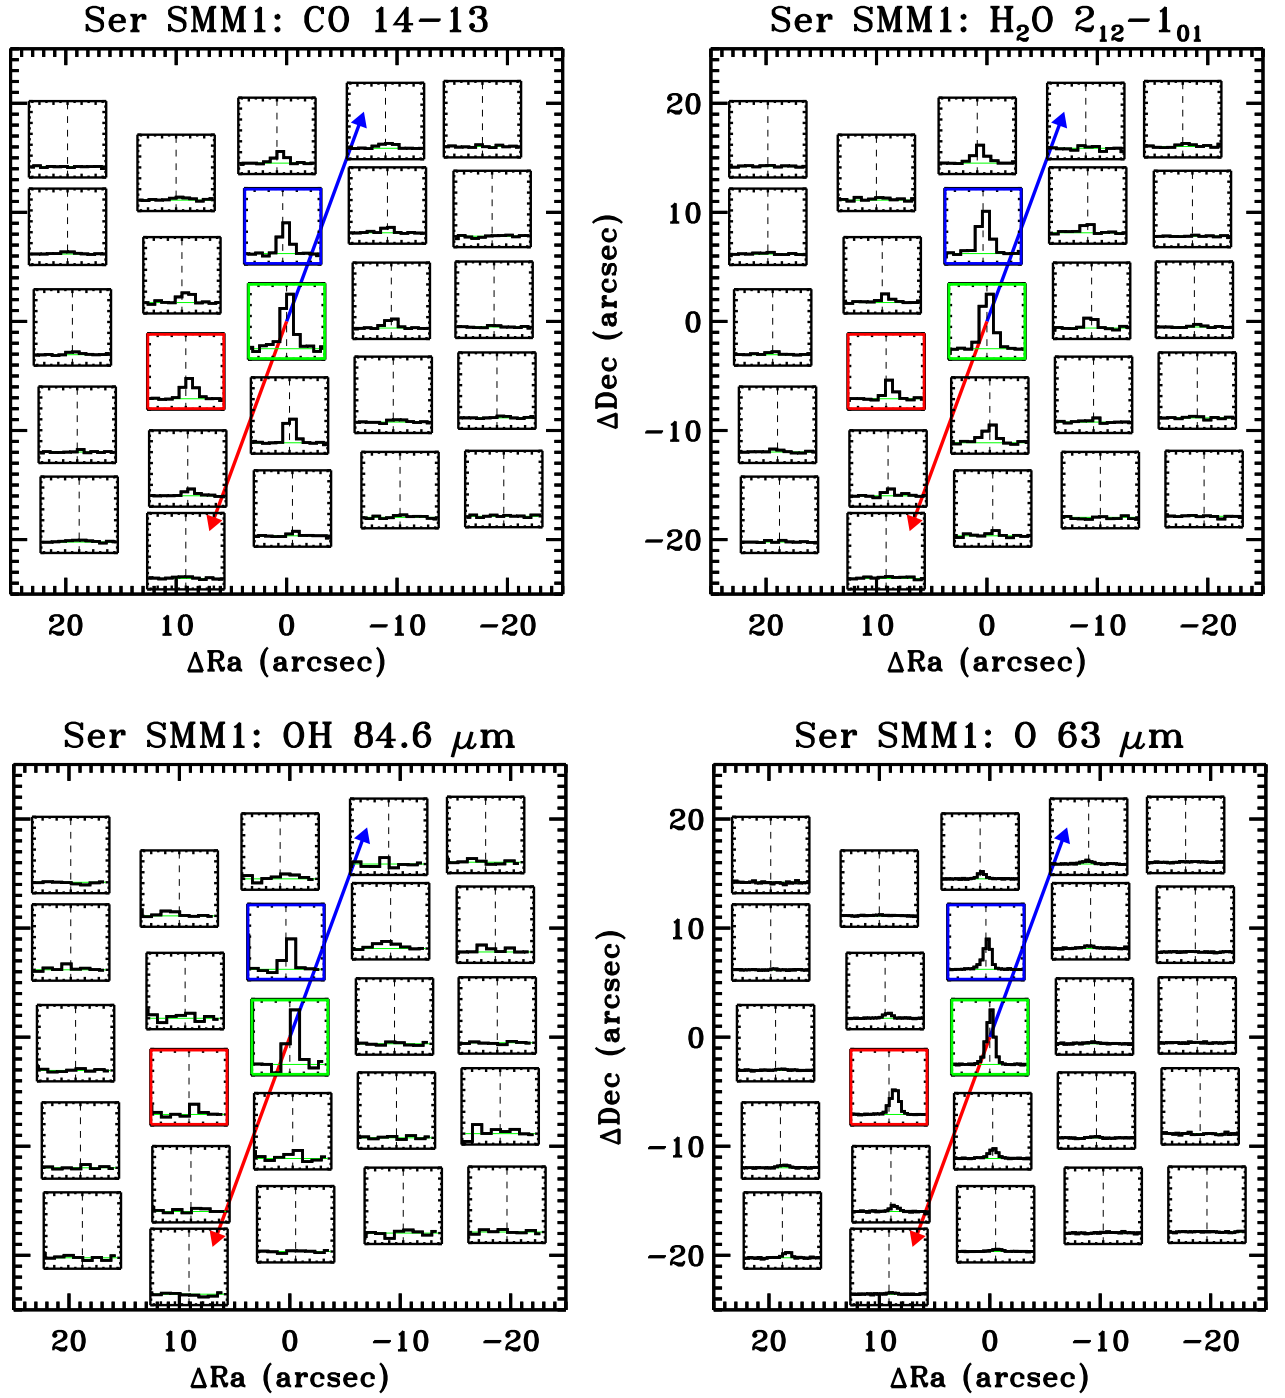 Ser SMM1: CO 14−13
Ser SMM1: H₂O 2₁₂−1₀₁
20
10
0
−10
−20
ΔDec (arcsec)
20 10 0 −10 −20
ΔRa (arcsec)
20 10 0 −10 −20
ΔRa (arcsec)
Ser SMM1: OH 84.6 μm
Ser SMM1: O 63 μm
20
10
0
−10
−20
ΔDec (arcsec)
20 10 0 −10 −20
ΔRa (arcsec)
20 10 0 −10 −20
ΔRa (arcsec)